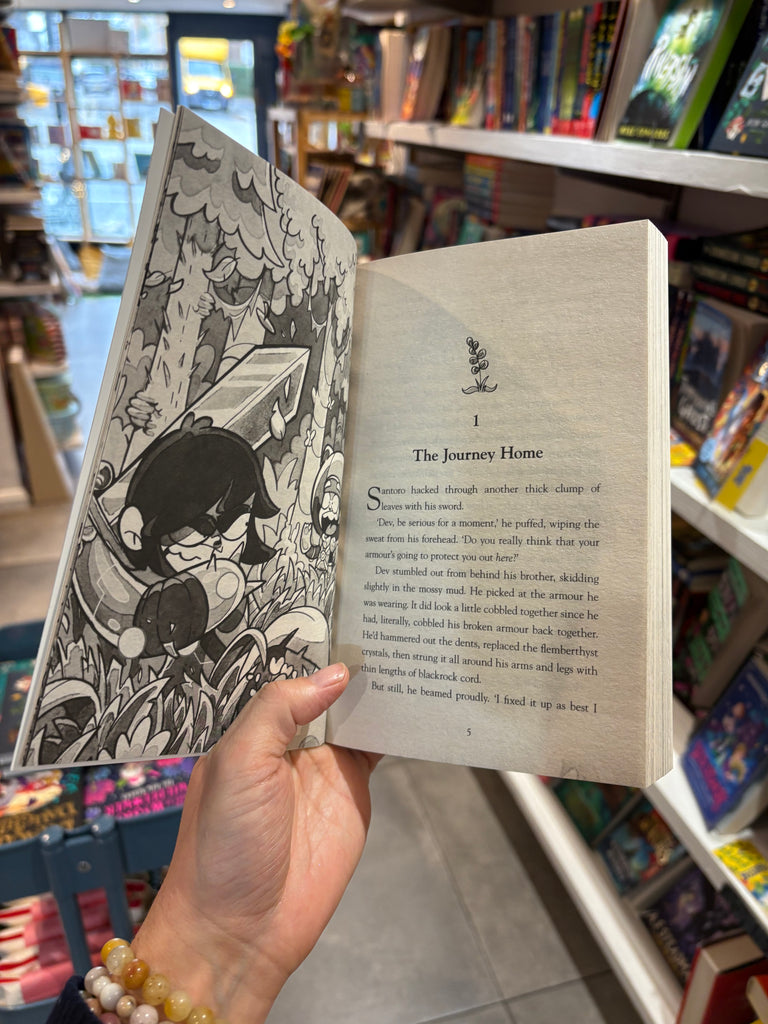 1
The Journey Home
Santoro hacked through another thick clump of
leaves with his sword.
‘Dev, be serious for a moment,’ he puffed, wiping the
sweat from his forehead. ‘Do you really think that your
armour’s going to protect you out here?’
Dev stumbled out from behind his brother, skidding
slightly in the mossy mud. He picked at the armour he
was wearing. It did look a little cobbled together since he
had, literally, cobbled his broken armour back together.
He’d hammered out the dents, replaced the flemberthyst
crystals, then strung it all around his arms and legs with
thin lengths of blackrock cord.
But still, he beamed proudly. ‘I fixed it up as best I
5